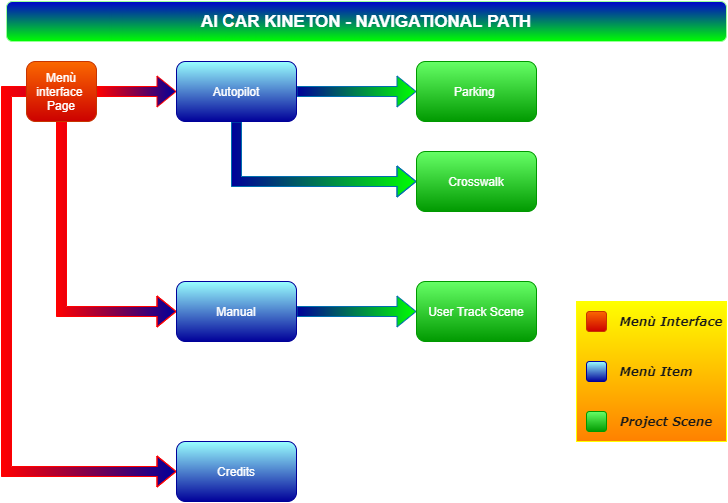 AI CAR KINETON - NAVIGATIONAL PATH
Menù
interface
Page
Autopilot
Parking
Crosswalk
Manual
User Track Scene
Credits
Menù Interface
Menù Item
Project Scene